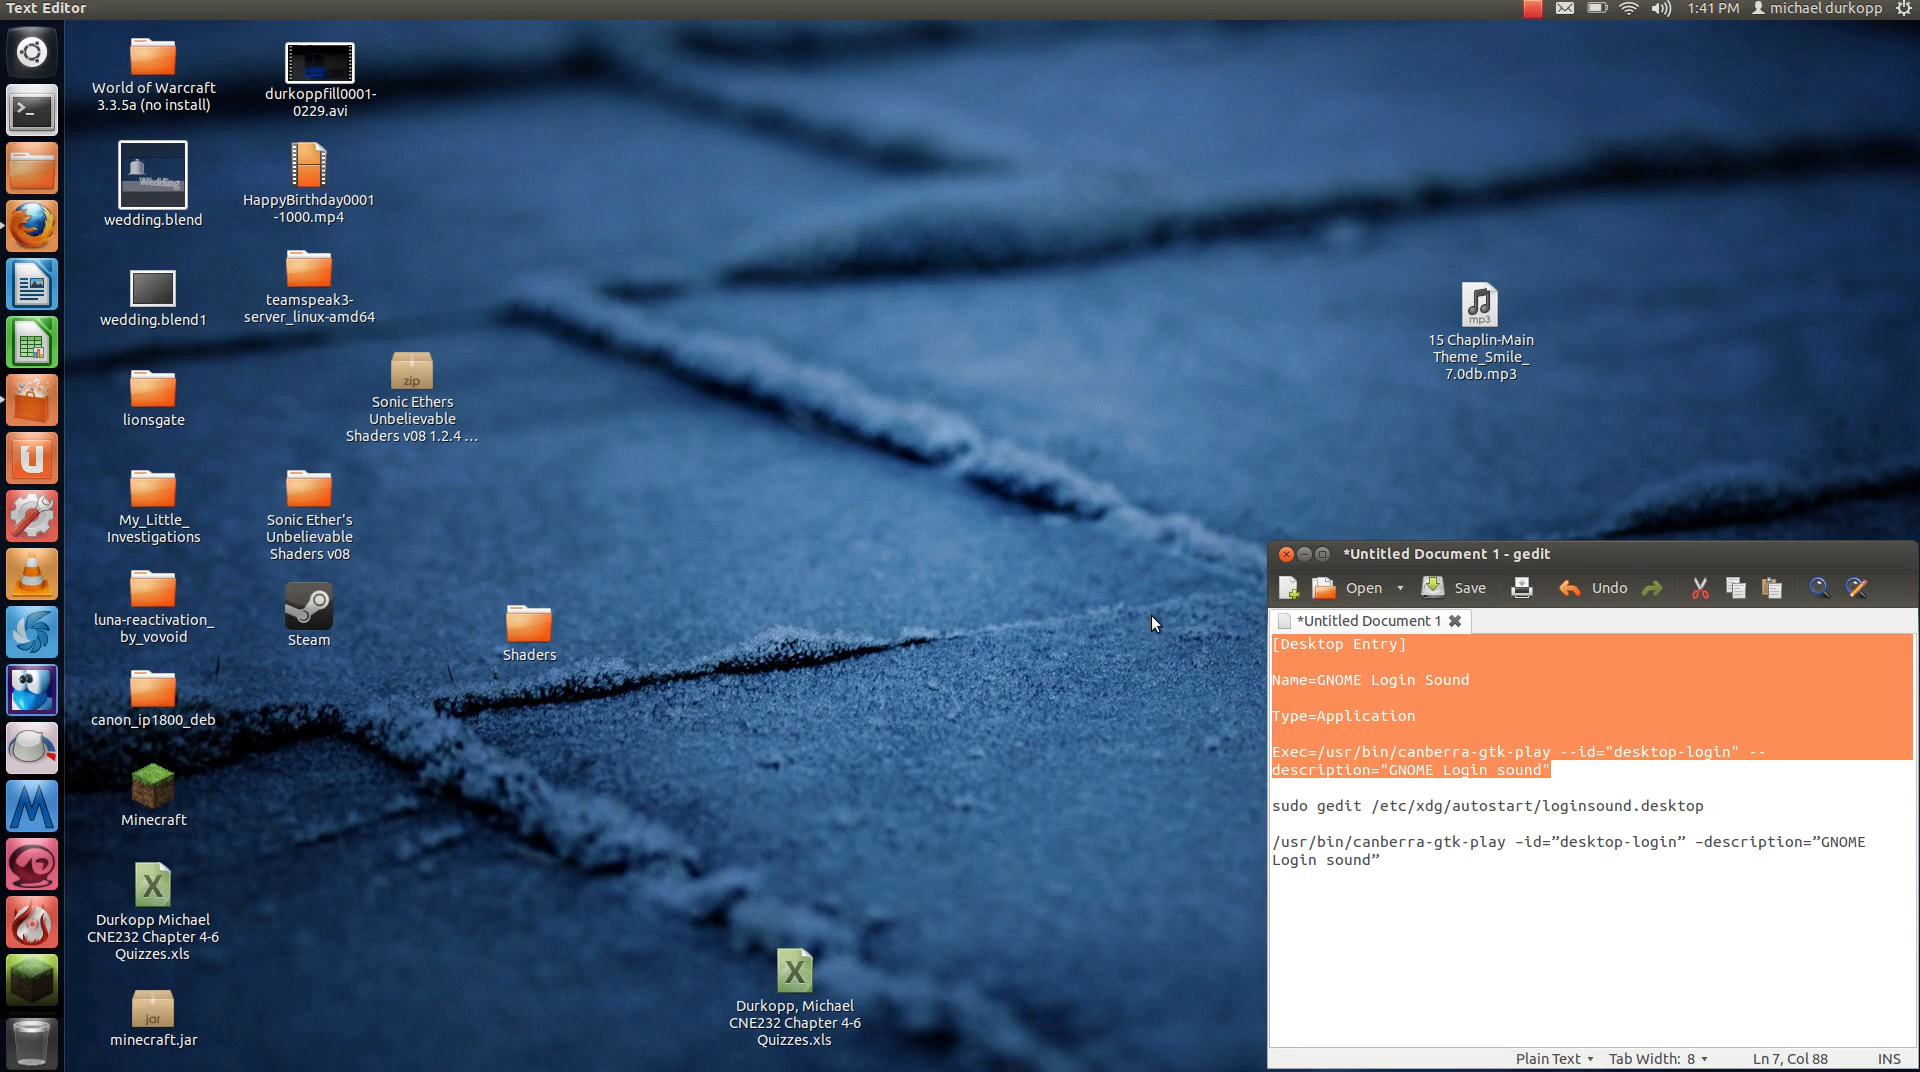 Text Editor
1:41 PM
michael durkopp
World of Warcraft
3.3.5a (no install)
durkoppfill0001-
0229.avi
Wedding
wedding.blend
HappyBirthday0001
-1000.mp4
wedding.blend1
teamspeak3-
server_linux-amd64
mp3
15 Chaplin-Main
Theme_Smile_
7.0db.mp3
lionsgate
zip
Sonic Ethers
Unbelievable
Shaders v08 1.2.4 ...
My_Little_
Investigations
Sonic Ether's
Unbelievable
Shaders v08
luna-reactivation_
by_vovoid
Steam
Shaders
canon_ip1800_deb
Minecraft
Durkopp Michael
CNE232 Chapter 4-6
Quizzes.xls
Durkopp, Michael
CNE232 Chapter 4-6
Quizzes.xls
jar
minecraft.jar
*Untitled Document 1 - gedit
Open
Save
Undo
*Untitled Document 1
[Desktop Entry]
Name=GNOME Login Sound
Type=Application
Exec=/usr/bin/canberra-gtk-play --id="desktop-login" --
description="GNOME Login sound"
sudo gedit /etc/xdg/autostart/loginsound.desktop
/usr/bin/canberra-gtk-play –id=”desktop-login” –description=”GNOME
Login sound”
Plain Text
Tab Width: 8
Ln 7, Col 88
INS